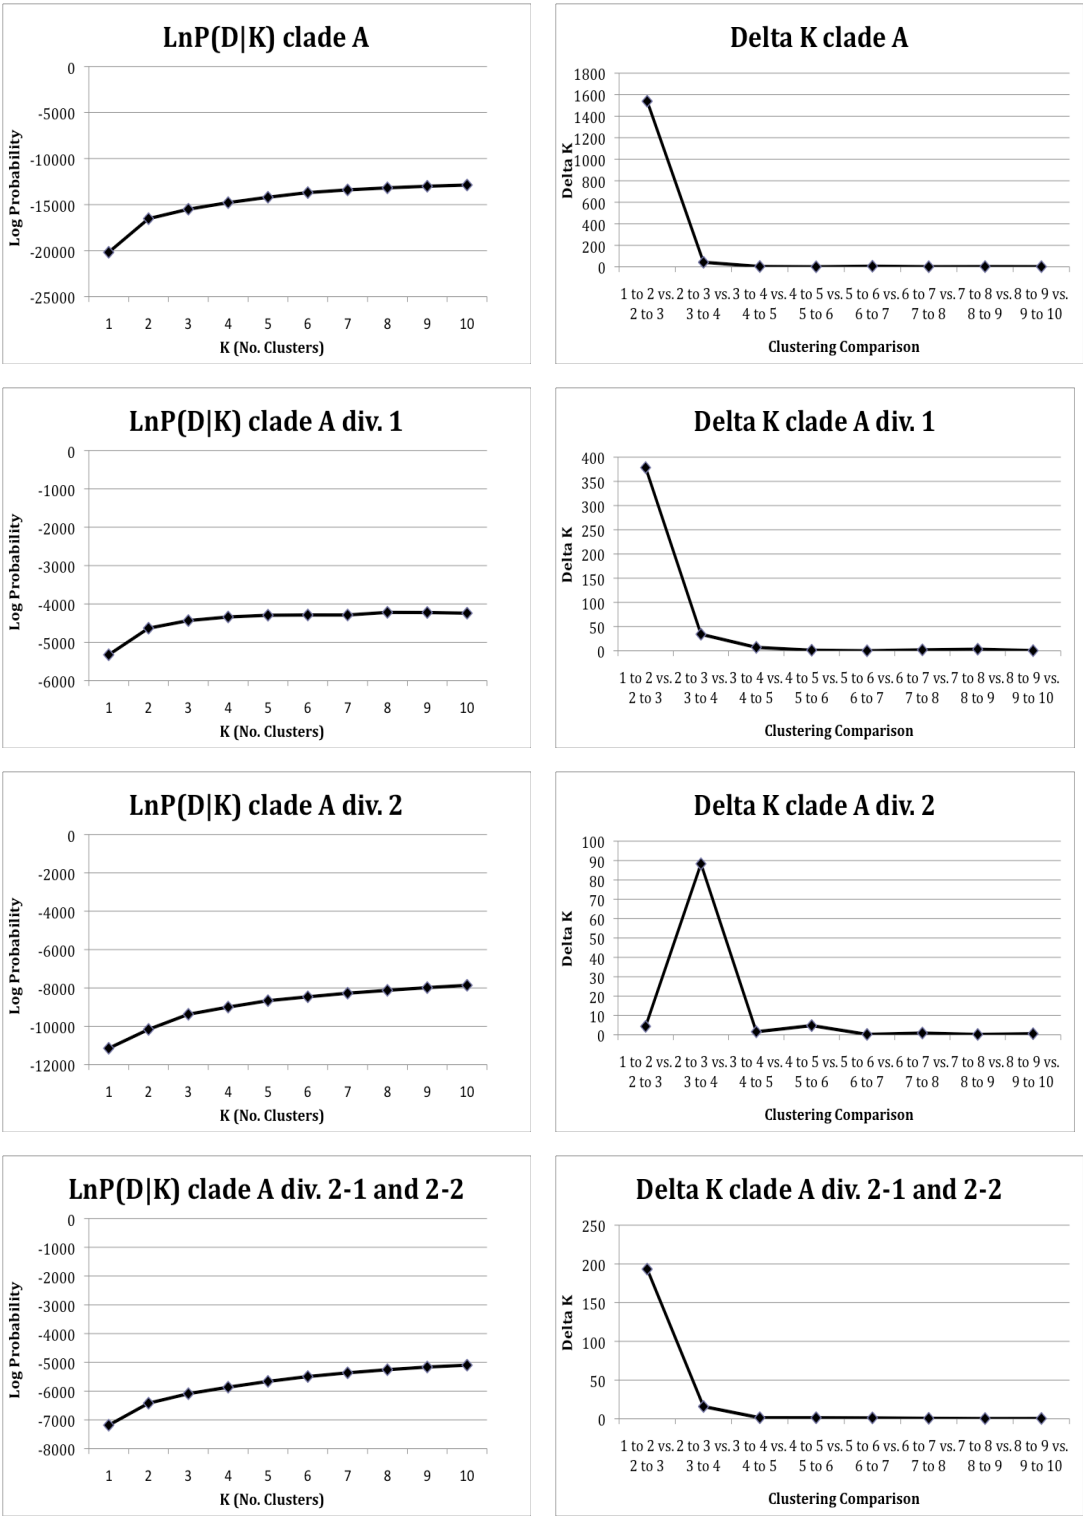 LnP(D|K) clade A
Log Probability
0
-5000
-10000
-15000
-20000
-25000
1 2 3 4 5 6 7 8 9 10
K (No. Clusters)
Delta K clade A
Delta K
1800
1600
1400
1200
1000
800
600
400
200
0
1 to 2 vs. 2 to 3 vs. 3 to 4 vs. 4 to 5 vs. 5 to 6 vs. 6 to 7 vs. 7 to 8 vs. 8 to 9 vs.
2 to 3 3 to 4 4 to 5 5 to 6 6 to 7 7 to 8 8 to 9 9 to 10
Clustering Comparison
LnP(D|K) clade A div. 1
Log Probability
0
-1000
-2000
-3000
-4000
-5000
-6000
1 2 3 4 5 6 7 8 9 10
K (No. Clusters)
Delta K clade A div. 1
Delta K
400
350
300
250
200
150
100
50
0
1 to 2 vs. 2 to 3 vs. 3 to 4 vs. 4 to 5 vs. 5 to 6 vs. 6 to 7 vs. 7 to 8 vs. 8 to 9 vs.
2 to 3 3 to 4 4 to 5 5 to 6 6 to 7 7 to 8 8 to 9 9 to 10
Clustering Comparison
LnP(D|K) clade A div. 2
Log Probability
0
-2000
-4000
-6000
-8000
-10000
-12000
1 2 3 4 5 6 7 8 9 10
K (No. Clusters)
Delta K clade A div. 2
Delta K
100
90
80
70
60
50
40
30
20
10
0
1 to 2 vs. 2 to 3 vs. 3 to 4 vs. 4 to 5 vs. 5 to 6 vs. 6 to 7 vs. 7 to 8 vs. 8 to 9 vs.
2 to 3 3 to 4 4 to 5 5 to 6 6 to 7 7 to 8 8 to 9 9 to 10
Clustering Comparison
LnP(D|K) clade A div. 2-1 and 2-2
Log Probability
0
-1000
-2000
-3000
-4000
-5000
-6000
-7000
-8000
1 2 3 4 5 6 7 8 9 10
K (No. Clusters)
Delta K clade A div. 2-1 and 2-2
Delta K
250
200
150
100
50
0
1 to 2 vs. 2 to 3 vs. 3 to 4 vs. 4 to 5 vs. 5 to 6 vs. 6 to 7 vs. 7 to 8 vs. 8 to 9 vs.
2 to 3 3 to 4 4 to 5 5 to 6 6 to 7 7 to 8 8 to 9 9 to 10
Clustering Comparison